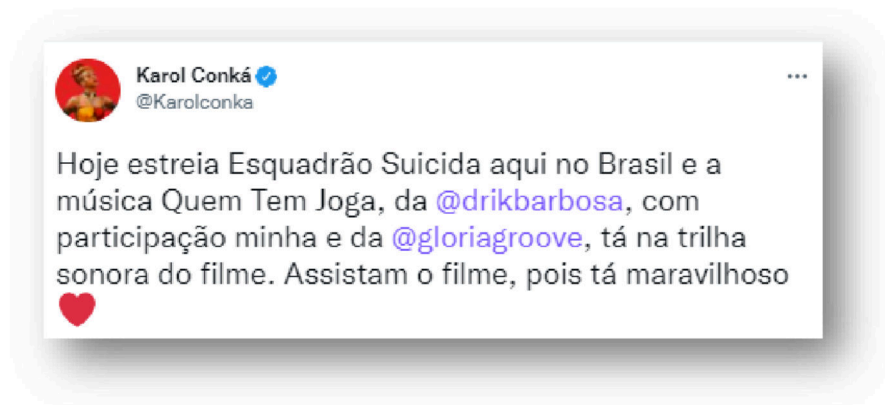 Karol Conká
@Karolconka
Hoje estreia Esquadrão Suicida aqui no Brasil e a
música Quem Tem Joga, da @drikbarbosa, com
participação minha e da @gloriagroove, tá na trilha
sonora do filme. Assistam o filme, pois tá maravilhoso